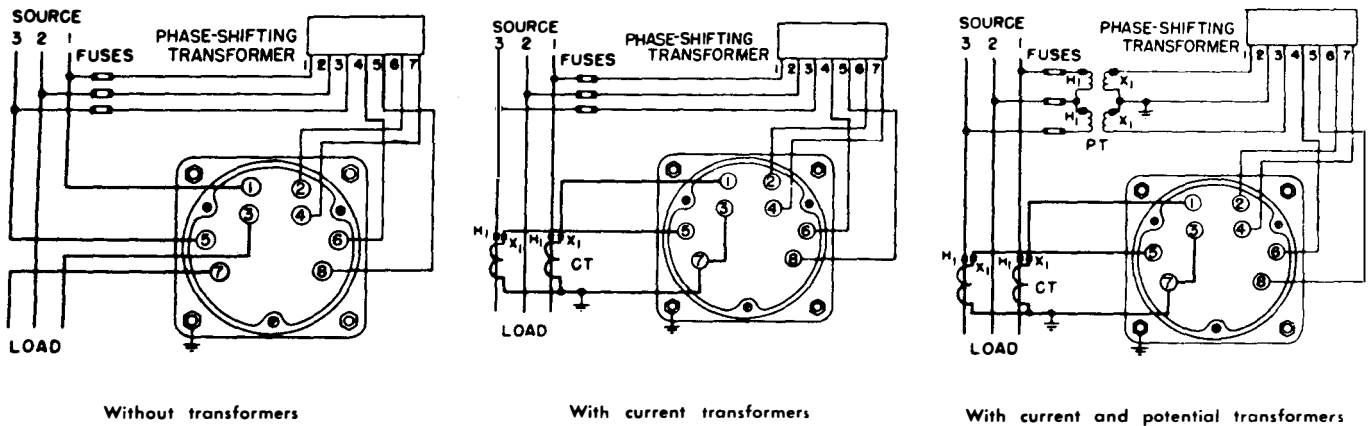 SOURCE
3 2 1
FUSES
PHASE-SHIFTING
TRANSFORMER
1 2 3 4 5 6 7
1
2
3
4
5
6
7
8
LOAD
Without transformers
SOURCE
3 2 1
FUSES
PHASE-SHIFTING
TRANSFORMER
1 2 3 4 5 6 7
1
2
3
4
H1 X1 H1 X1
5
6
CT
7
8
LOAD
With current transformers
SOURCE
3 2 1
FUSES
PHASE-SHIFTING
TRANSFORMER
1 2 3 4 5 6 7
H1 X1
H1 X1
PT
1
2
3
4
H1 X1 H1 X1
5
6
CT
7
8
LOAD
With current and potential transformers